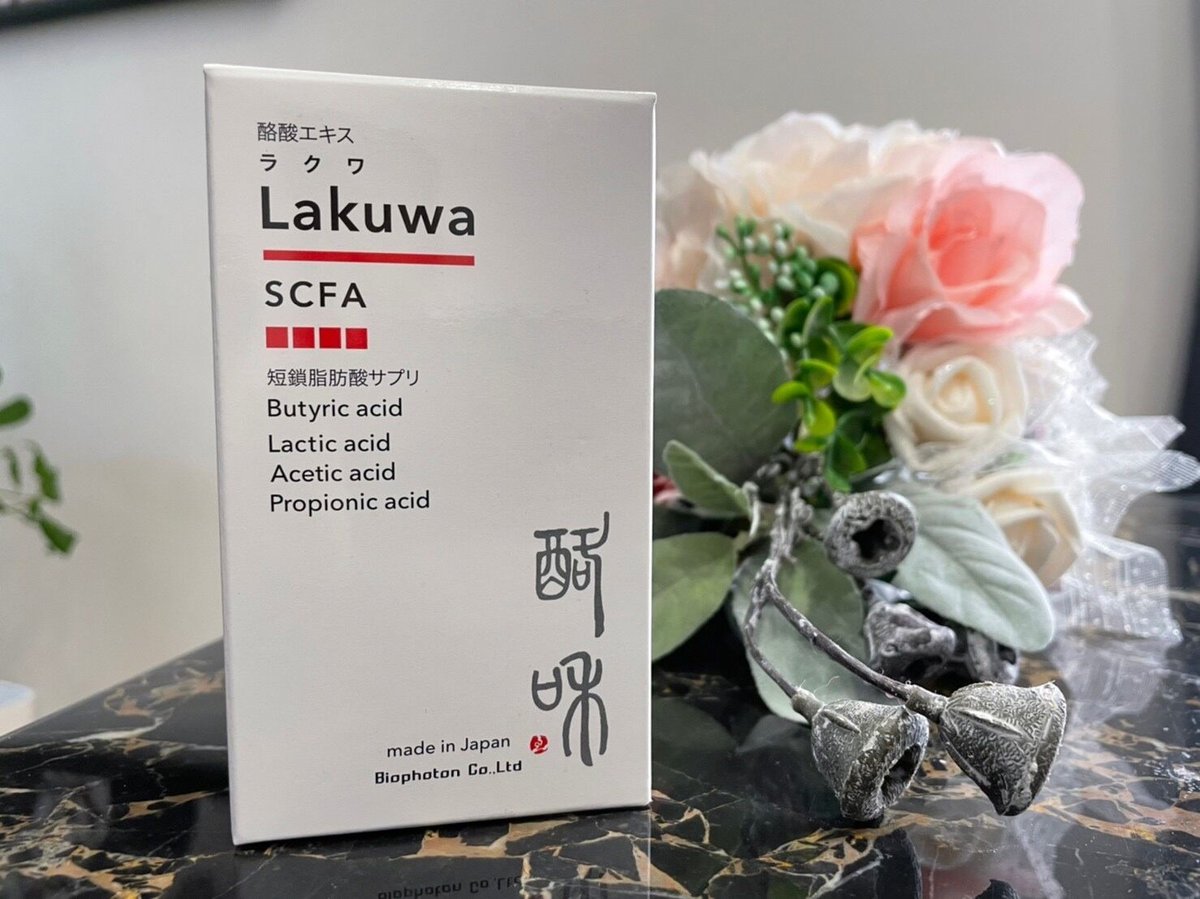 酪酸エキス
ラクワ
Lakuwa
SCFA
短鎖脂肪酸サプリ
Butyric acid
Lactic acid
Acetic acid
Propionic acid
酪
和
made in Japan
Biophoton Co.,Ltd